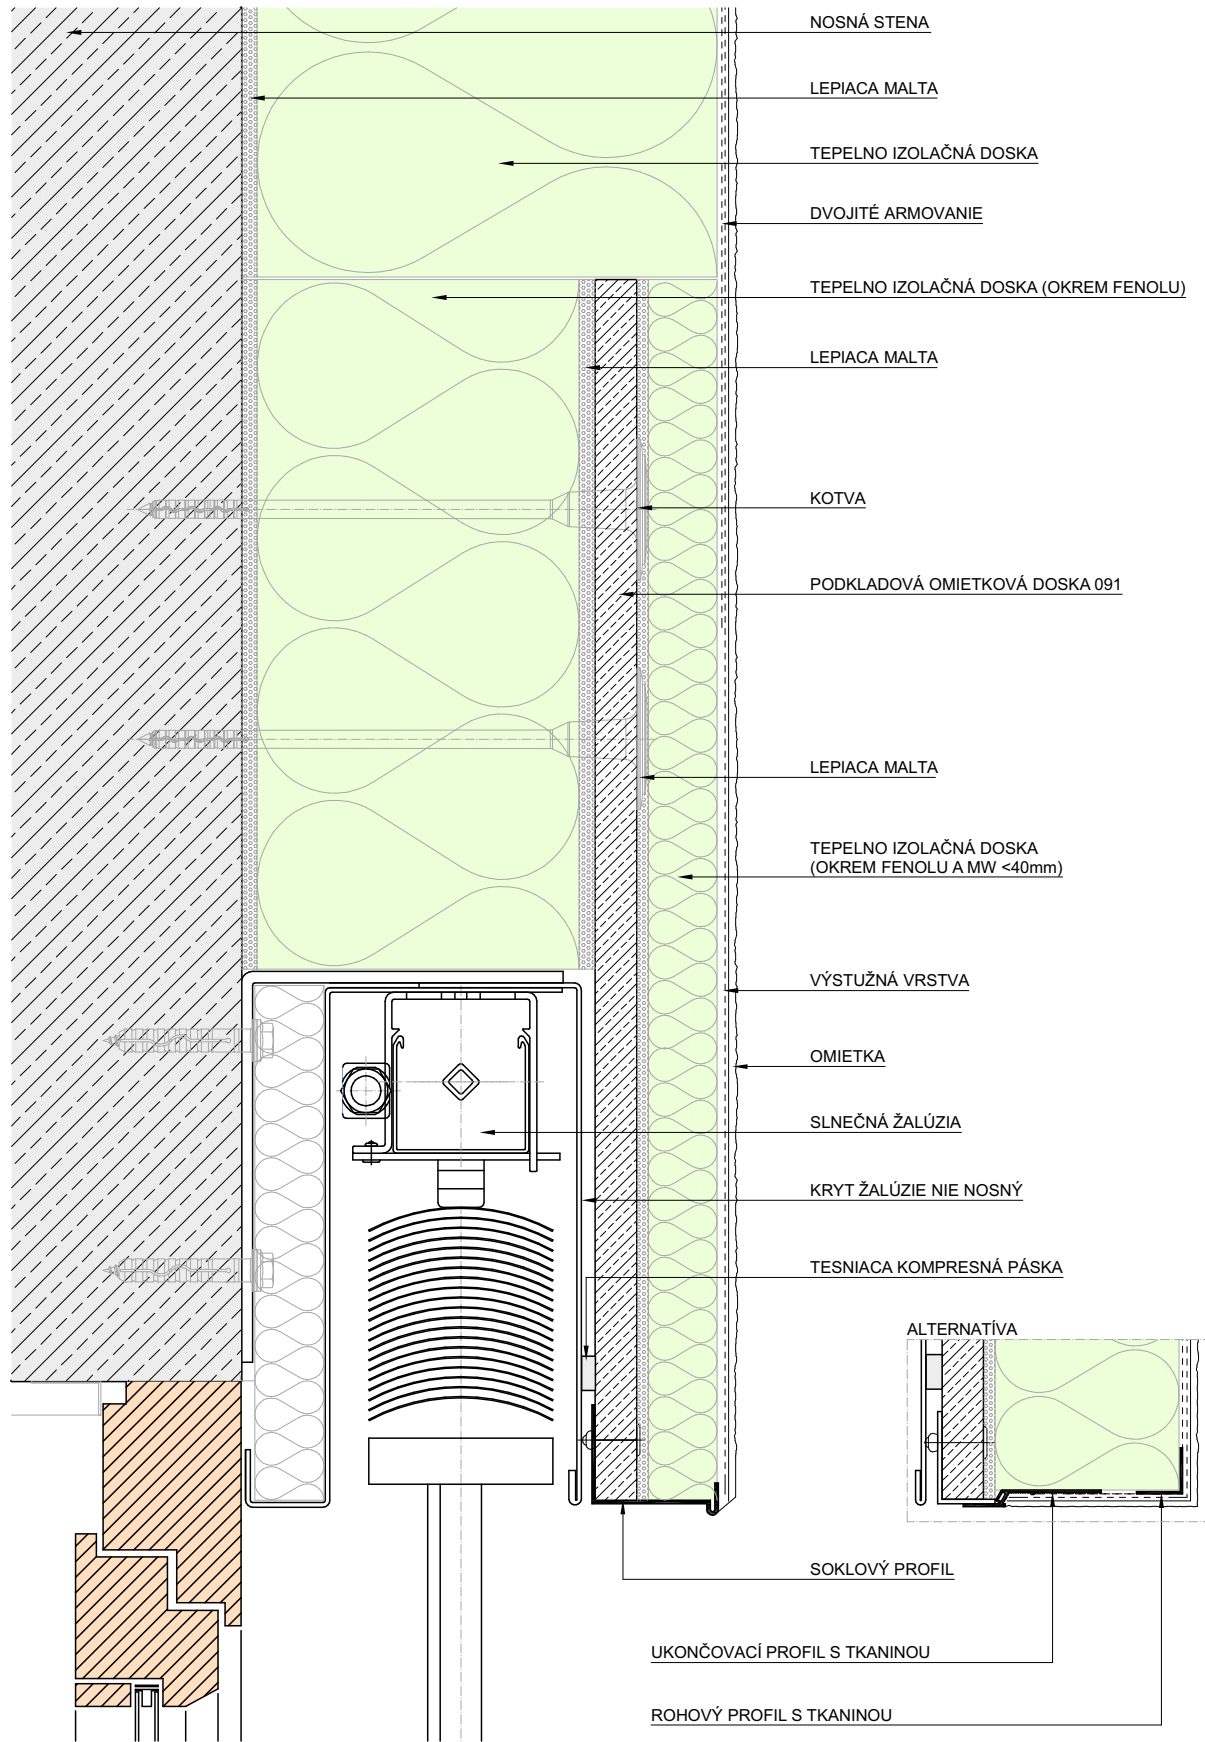 NOSNÁ STENA
LEPIACA MALTA
TEPELNO IZOLAČNÁ DOSKA
DVOJITÉ ARMOVANIE
TEPELNO IZOLAČNÁ DOSKA (OKREM FENOLU)
LEPIACA MALTA
KOTVA
PODKLADOVÁ OMIETKOVÁ DOSKA 091
LEPIACA MALTA
TEPELNO IZOLAČNÁ DOSKA
(OKREM FENOLU A MW <40mm)
VÝSTUŽNÁ VRSTVA
OMIETKA
SLNEČNÁ ŽALÚZIA
KRYT ŽALÚZIE NIE NOSNÝ
TESNIACA KOMPRESNÁ PÁSKA
ALTERNATÍVA
SOKLOVÝ PROFIL
UKONČOVACÍ PROFIL S TKANINOU
ROHOVÝ PROFIL S TKANINOU